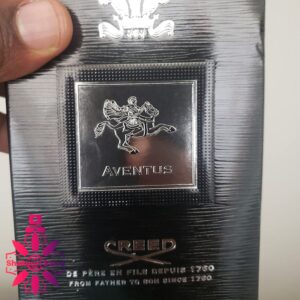 AVENTUS
CREED
DE PÈRE EN FILS DEPUIS 1760
FROM FATHER TO SON SINCE 1760